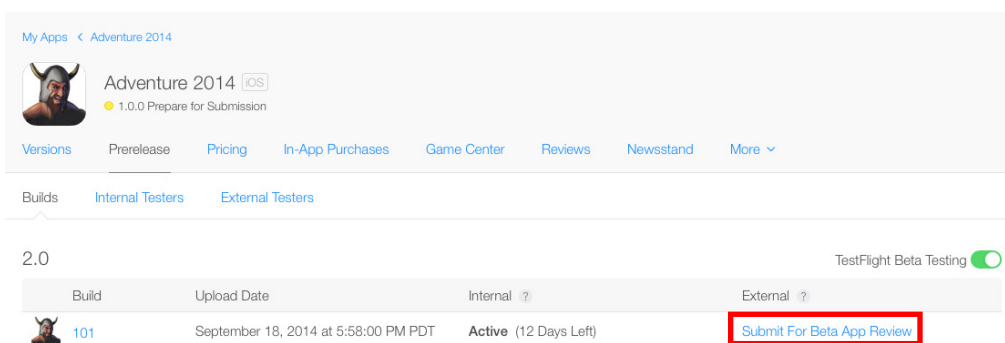 My Apps < Adventure 2014
Adventure 2014 iOS
1.0.0 Prepare for Submission
Versions Prerelease Pricing In-App Purchases Game Center Reviews Newsstand More
Builds Internal Testers External Testers
2.0 TestFlight Beta Testing
Build Upload Date Internal ? External ?
101 September 18, 2014 at 5:58:00 PM PDT Active (12 Days Left) Submit For Beta App Review